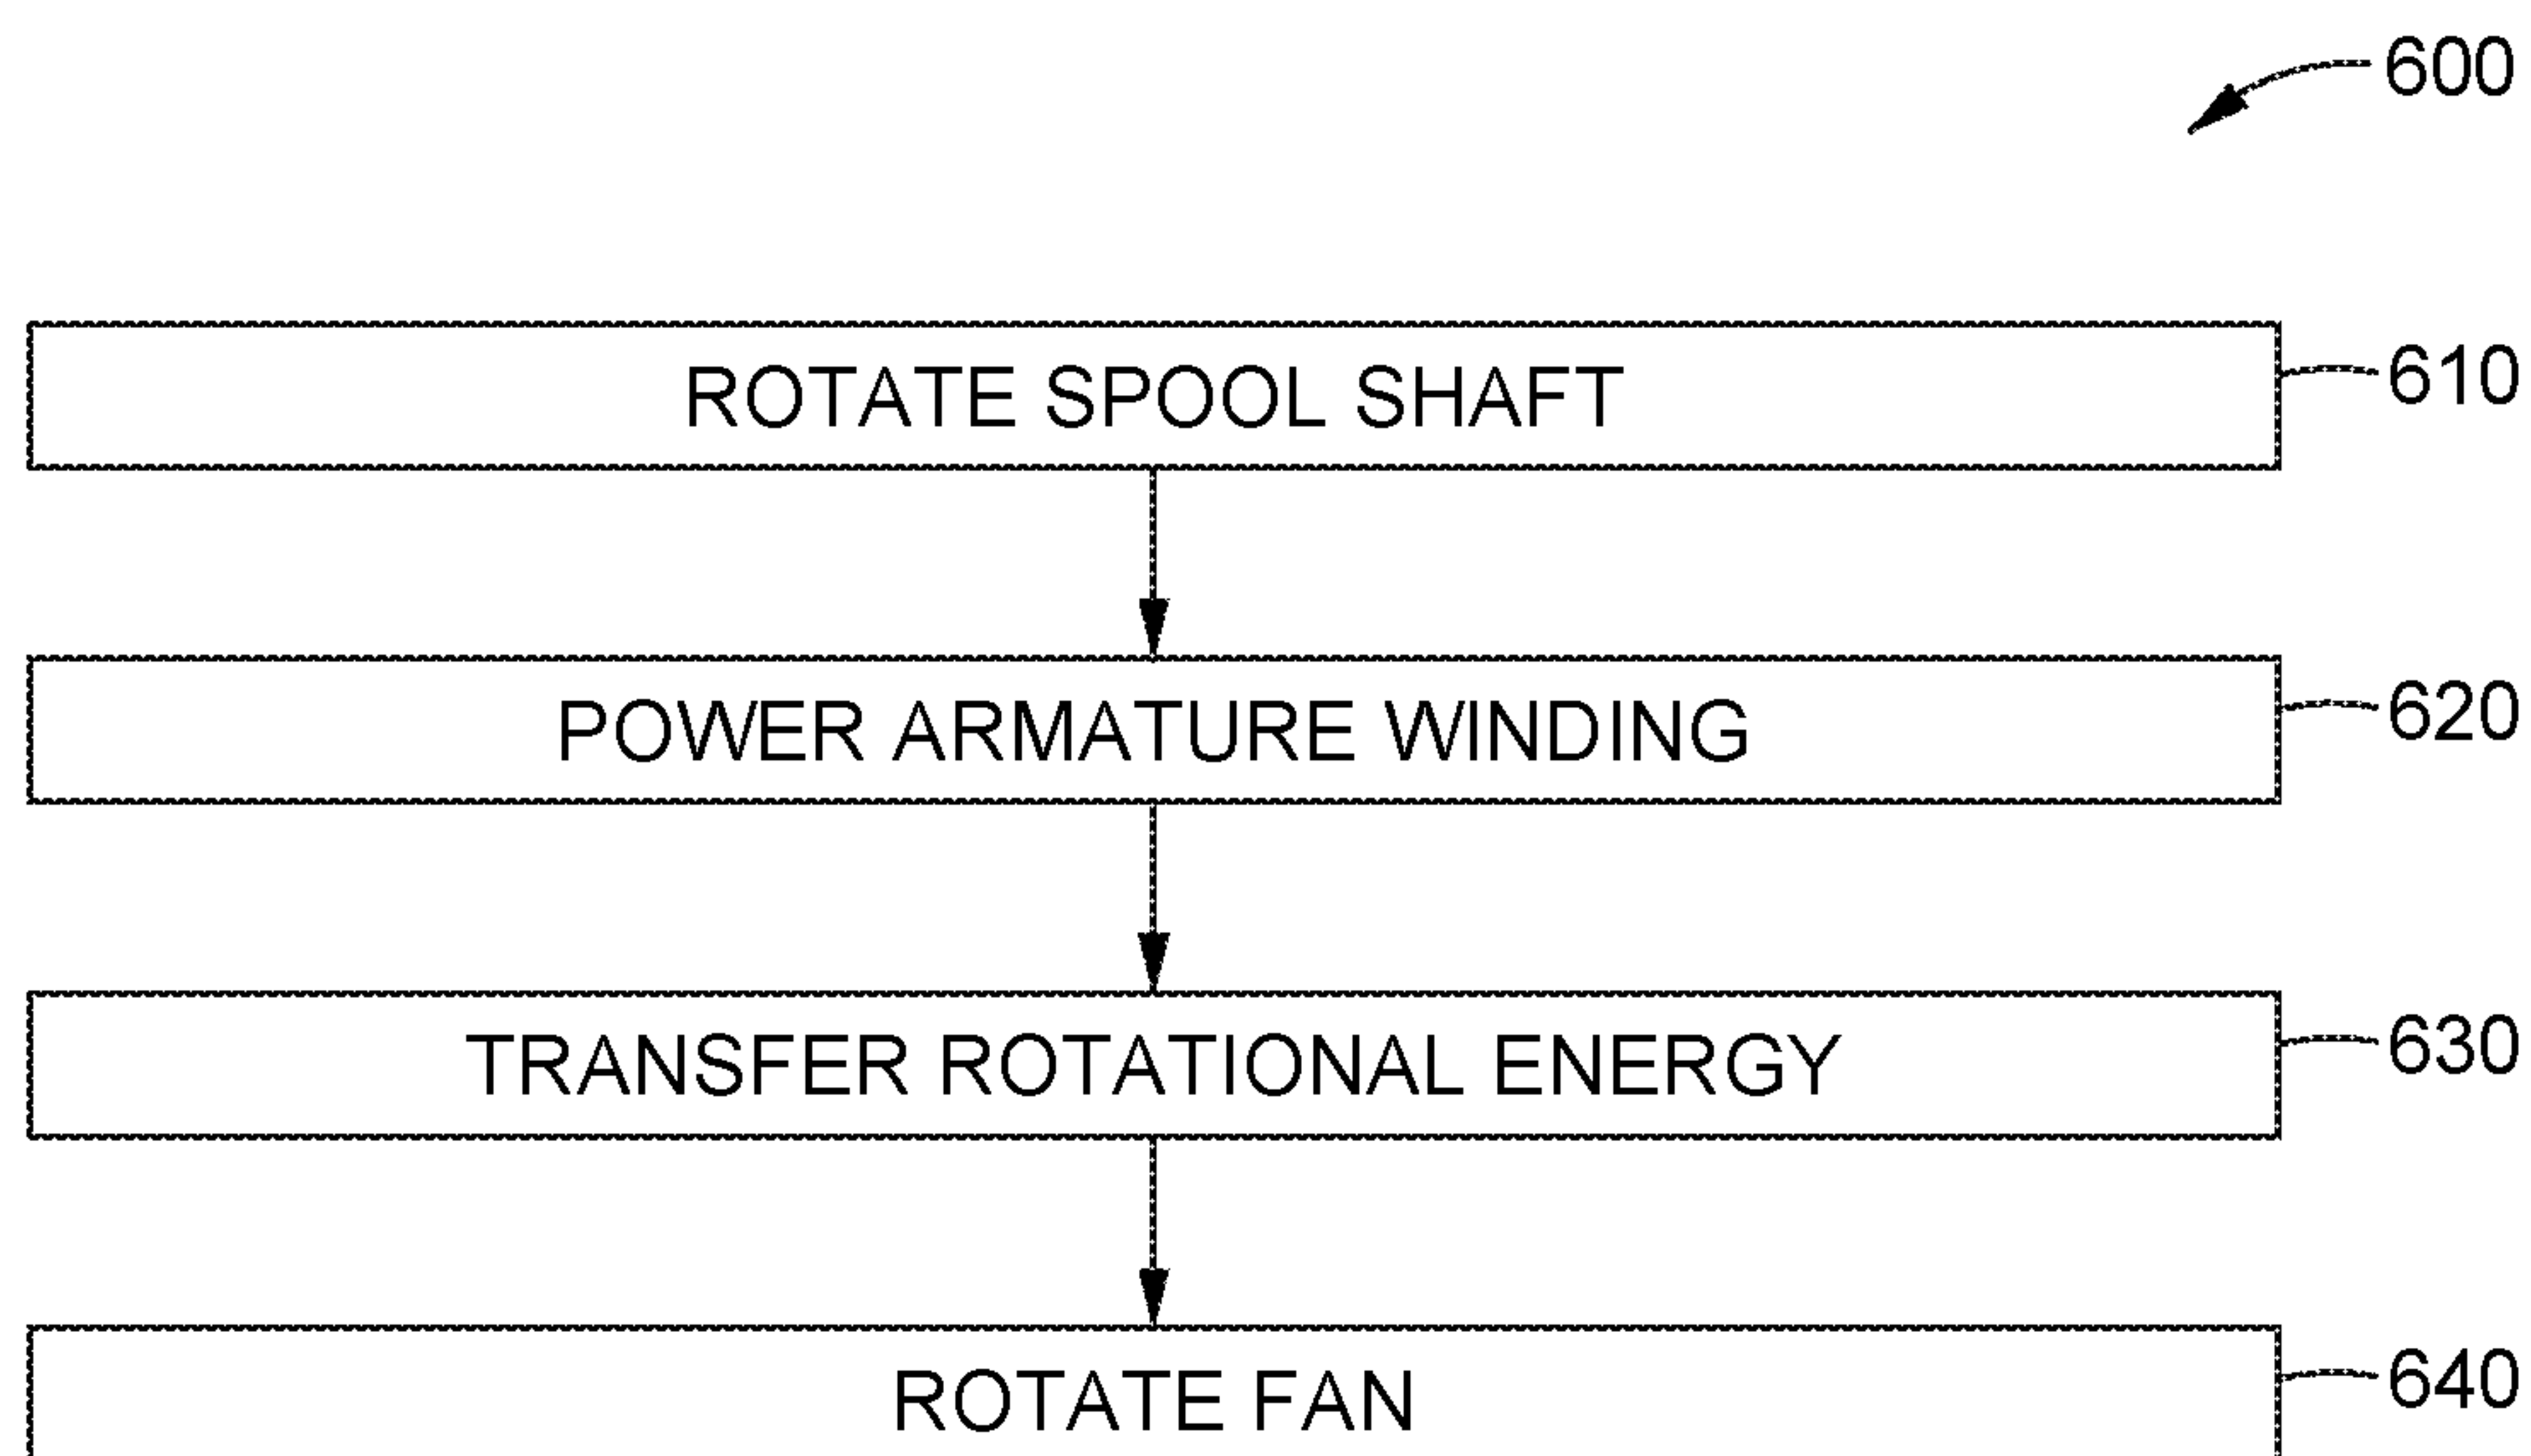 600
ROTATE SPOOL SHAFT 610
POWER ARMATURE WINDING 620
TRANSFER ROTATIONAL ENERGY 630
ROTATE FAN 640